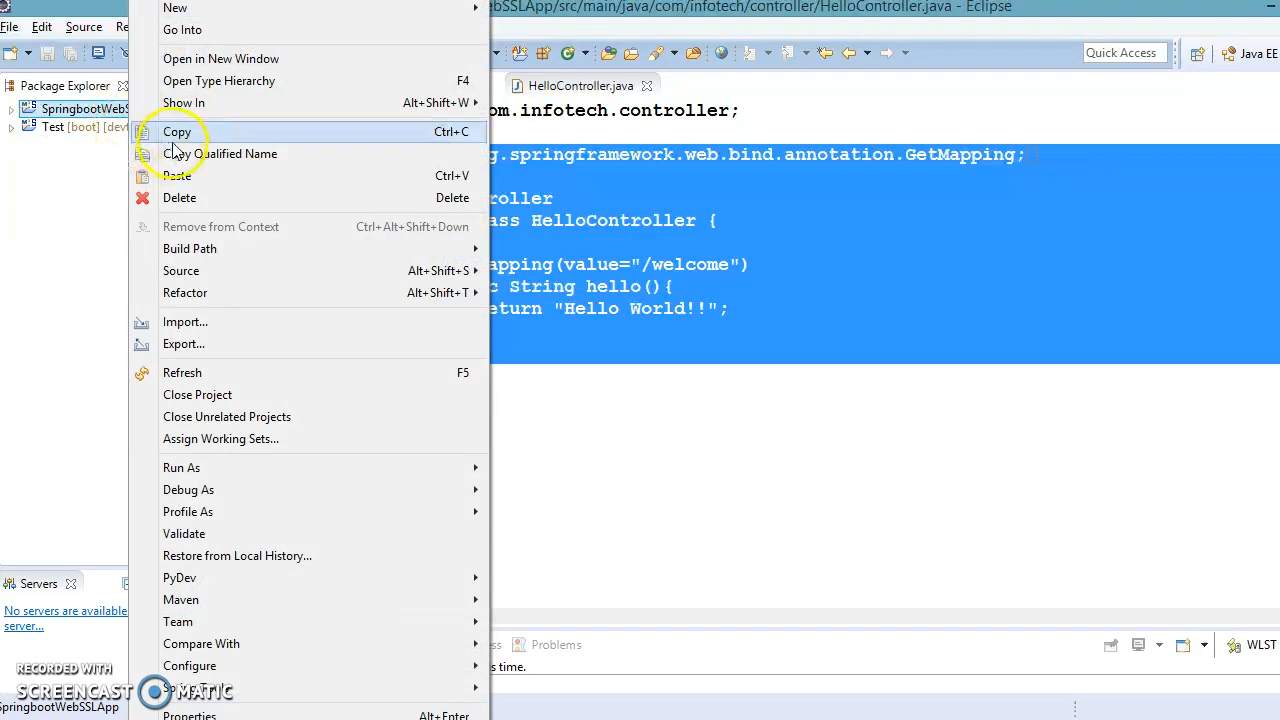 WebSSLApp/src/main/java/com/infotech/controller/HelloController.java - Eclipse
File Edit Source
Quick Access
Java EE
Package Explorer
HelloController.java
SpringbootWebS
Test [boot] [devt
om.infotech.controller;
g.springframework.web.bind.annotation.GetMapping;
roller
ass HelloController {
apping(value="/welcome")
c String hello(){
eturn "Hello World!!";
New
Go Into
Open in New Window
Open Type Hierarchy F4
Show In Alt+Shift+W
Copy Ctrl+C
Copy Qualified Name
Paste Ctrl+V
Delete Delete
Remove from Context Ctrl+Alt+Shift+Down
Build Path
Source Alt+Shift+S
Refactor Alt+Shift+T
Import...
Export...
Refresh F5
Close Project
Close Unrelated Projects
Assign Working Sets...
Run As
Debug As
Profile As
Validate
Restore from Local History...
PyDev
Maven
Team
Compare With
Configure
Properties Alt+Enter
Servers
No servers are available
server...
Problems
WLST
s time.
RECORDED WITH
SCREENCAST MATIC
SpringbootWebSSLApp